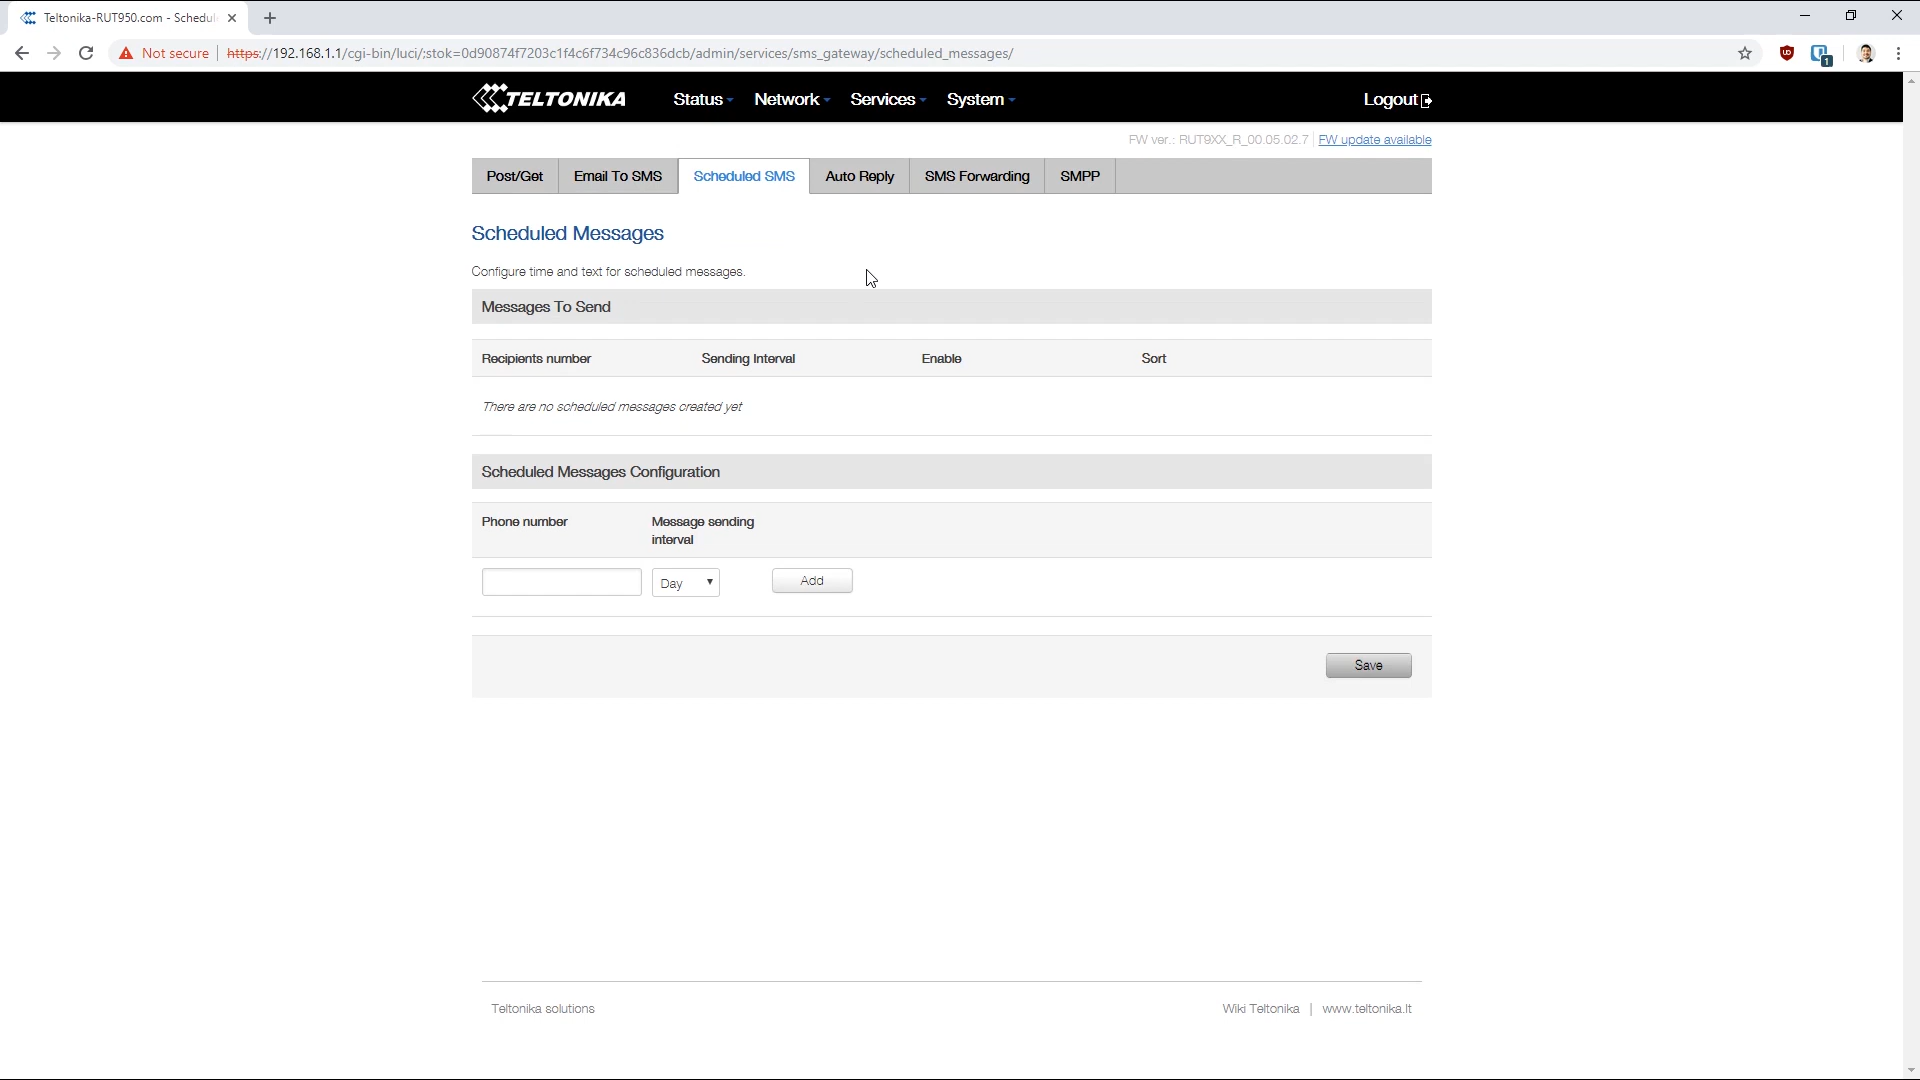 Teltonika-RUT950.com - Schedul
Not secure | https://192.168.1.1/cgi-bin/luci/;stok=0d90874f7203c1f4c6f734c96c836dcb/admin/services/sms_gateway/scheduled_messages/
1
TELTONIKA Status Network Services System Logout
FW ver.: RUT9XX_R_00.05.02.7 FW update available
Post/Get Email To SMS Scheduled SMS Auto Reply SMS Forwarding SMPP
Scheduled Messages
Configure time and text for scheduled messages.
Messages To Send
Recipients number Sending Interval Enable Sort
There are no scheduled messages created yet
Scheduled Messages Configuration
Phone number Message sending
interval
Day Add
Save
Teltonika solutions Wiki Teltonika | www.teltonika.lt